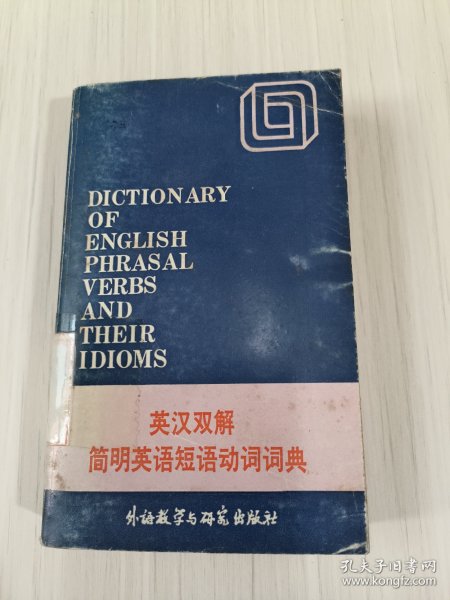 DICTIONARY
OF
ENGLISH
PHRASAL
VERBS
AND
THEIR
IDIOMS
英汉双解
简明英语短语动词词典
外语教学与研究出版社
孔夫子旧书网
www.kongfz.com